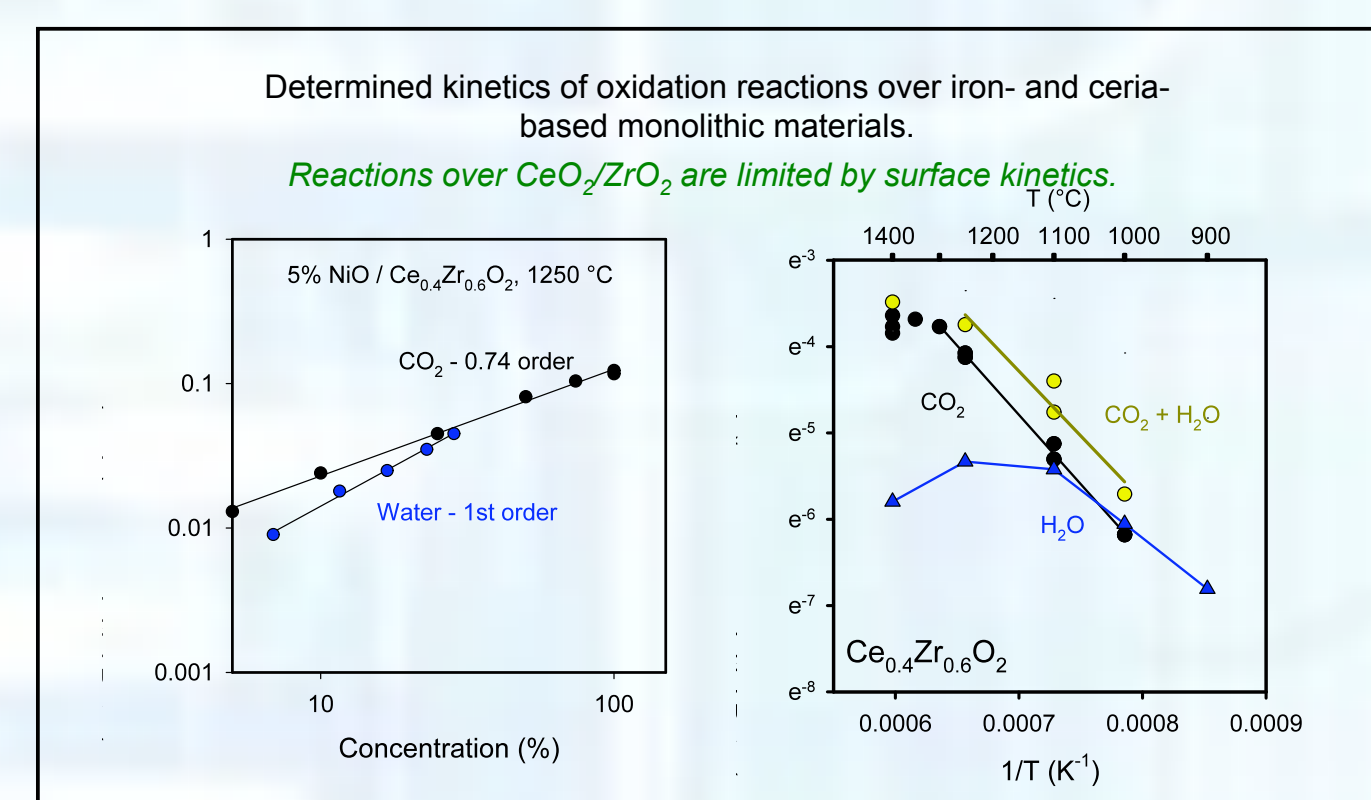 Determined kinetics of oxidation reactions over iron- and ceria-
based monolithic materials.
Reactions over CeO2/ZrO2 are limited by surface kinetics.
1
0.1
0.01
0.001
5% NiO / Ce0.4Zr0.6O2, 1250 °C
CO2 - 0.74 order
Water - 1st order
10 100
Concentration (%)
T (°C)
1400 1200 1100 1000 900
e-3
e-4
e-5
e-6
e-7
e-8
CO2
CO2 + H2O
H2O
Ce0.4Zr0.6O2
0.0006 0.0007 0.0008 0.0009
1/T (K-1)